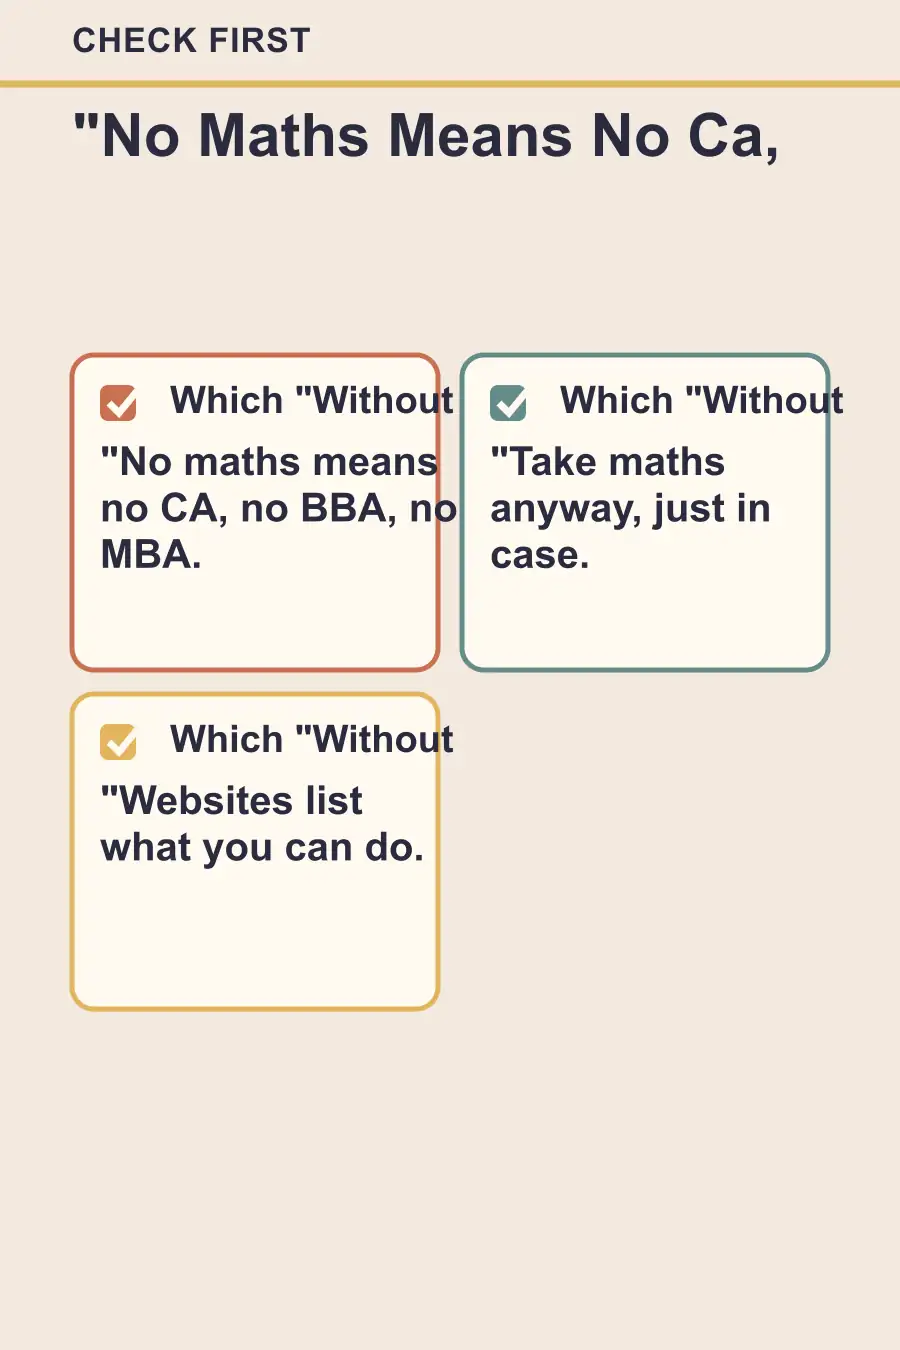 CHECK FIRST
"No Maths Means No Ca,
Which "Without
"No maths means
no CA, no BBA, no
MBA.
Which "Without
"Take maths
anyway, just in
case.
Which "Without
"Websites list
what you can do.